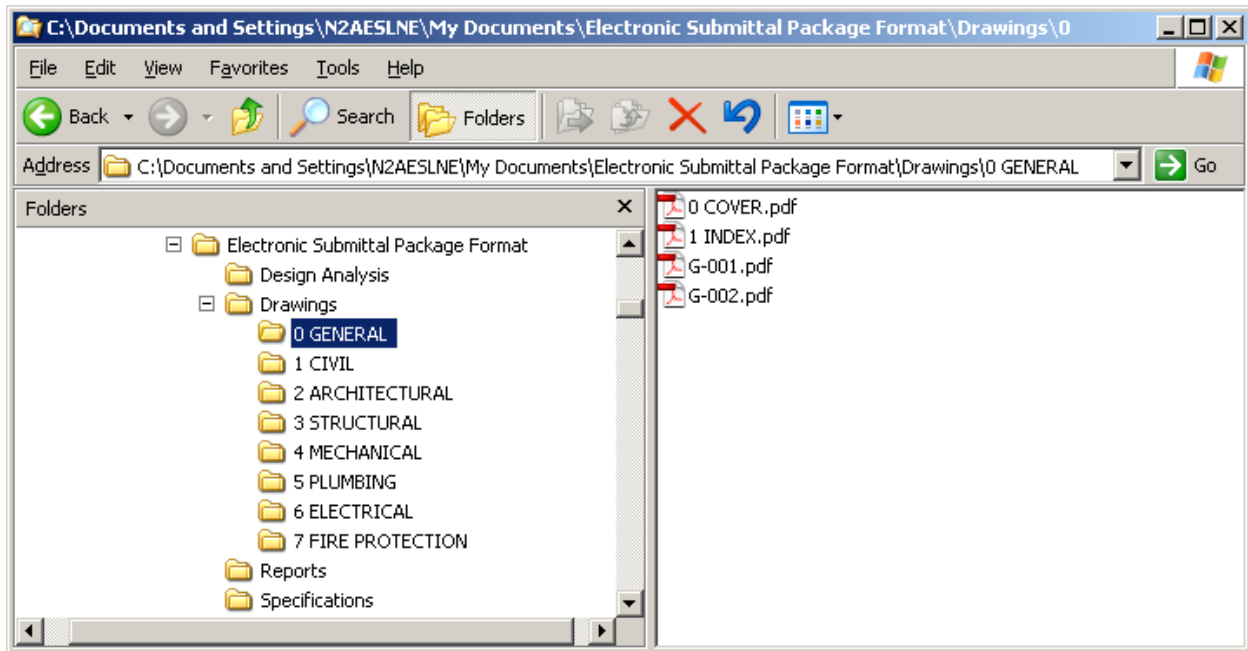 C:\Documents and Settings\N2AESLNE\My Documents\Electronic Submittal Package Format\Drawings\0
File Edit View Favorites Tools Help
Back Search Folders
Address C:\Documents and Settings\N2AESLNE\My Documents\Electronic Submittal Package Format\Drawings\0 GENERAL Go
Folders
Electronic Submittal Package Format
Design Analysis
Drawings
0 GENERAL
1 CIVIL
2 ARCHITECTURAL
3 STRUCTURAL
4 MECHANICAL
5 PLUMBING
6 ELECTRICAL
7 FIRE PROTECTION
Reports
Specifications
0 COVER.pdf
1 INDEX.pdf
G-001.pdf
G-002.pdf